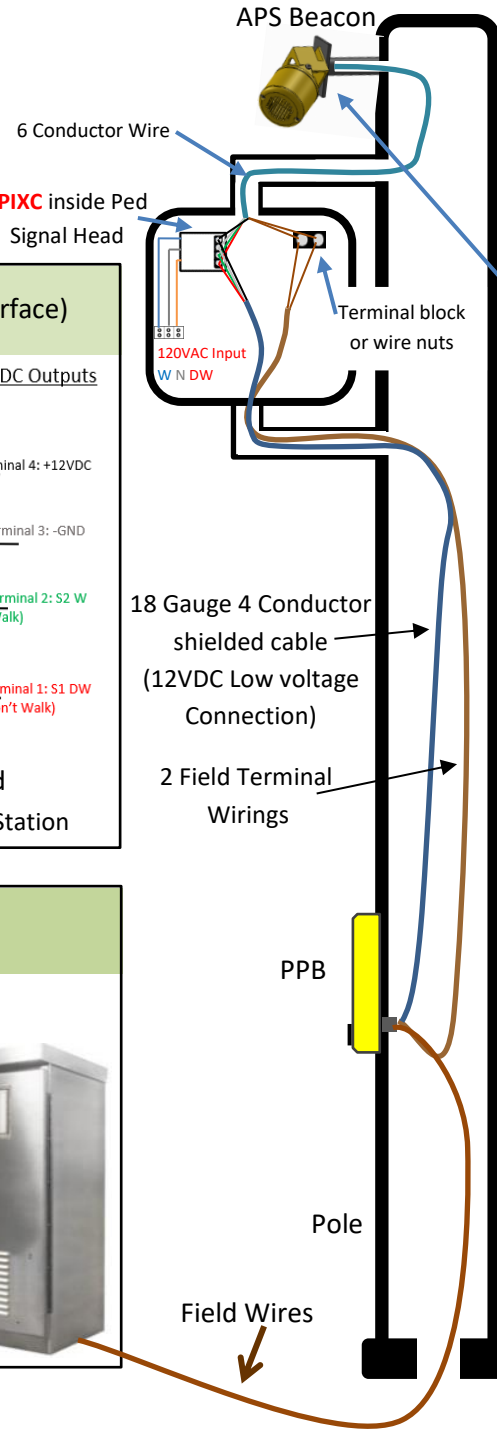 APS Beacon
6 Conductor Wire
PIXC inside Ped
Signal Head
Terminal block
or wire nuts
120VAC Input
W N DW
rface)
DC Outputs
minal 4: +12VDC
rminal 3: -GND
rminal 2: S2 W
alk)
minal 1: S1 DW
n't Walk)
d
Station
18 Gauge 4 Conductor
shielded cable
(12VDC Low voltage
Connection)
2 Field Terminal
Wirings
PPB
Pole
Field Wires